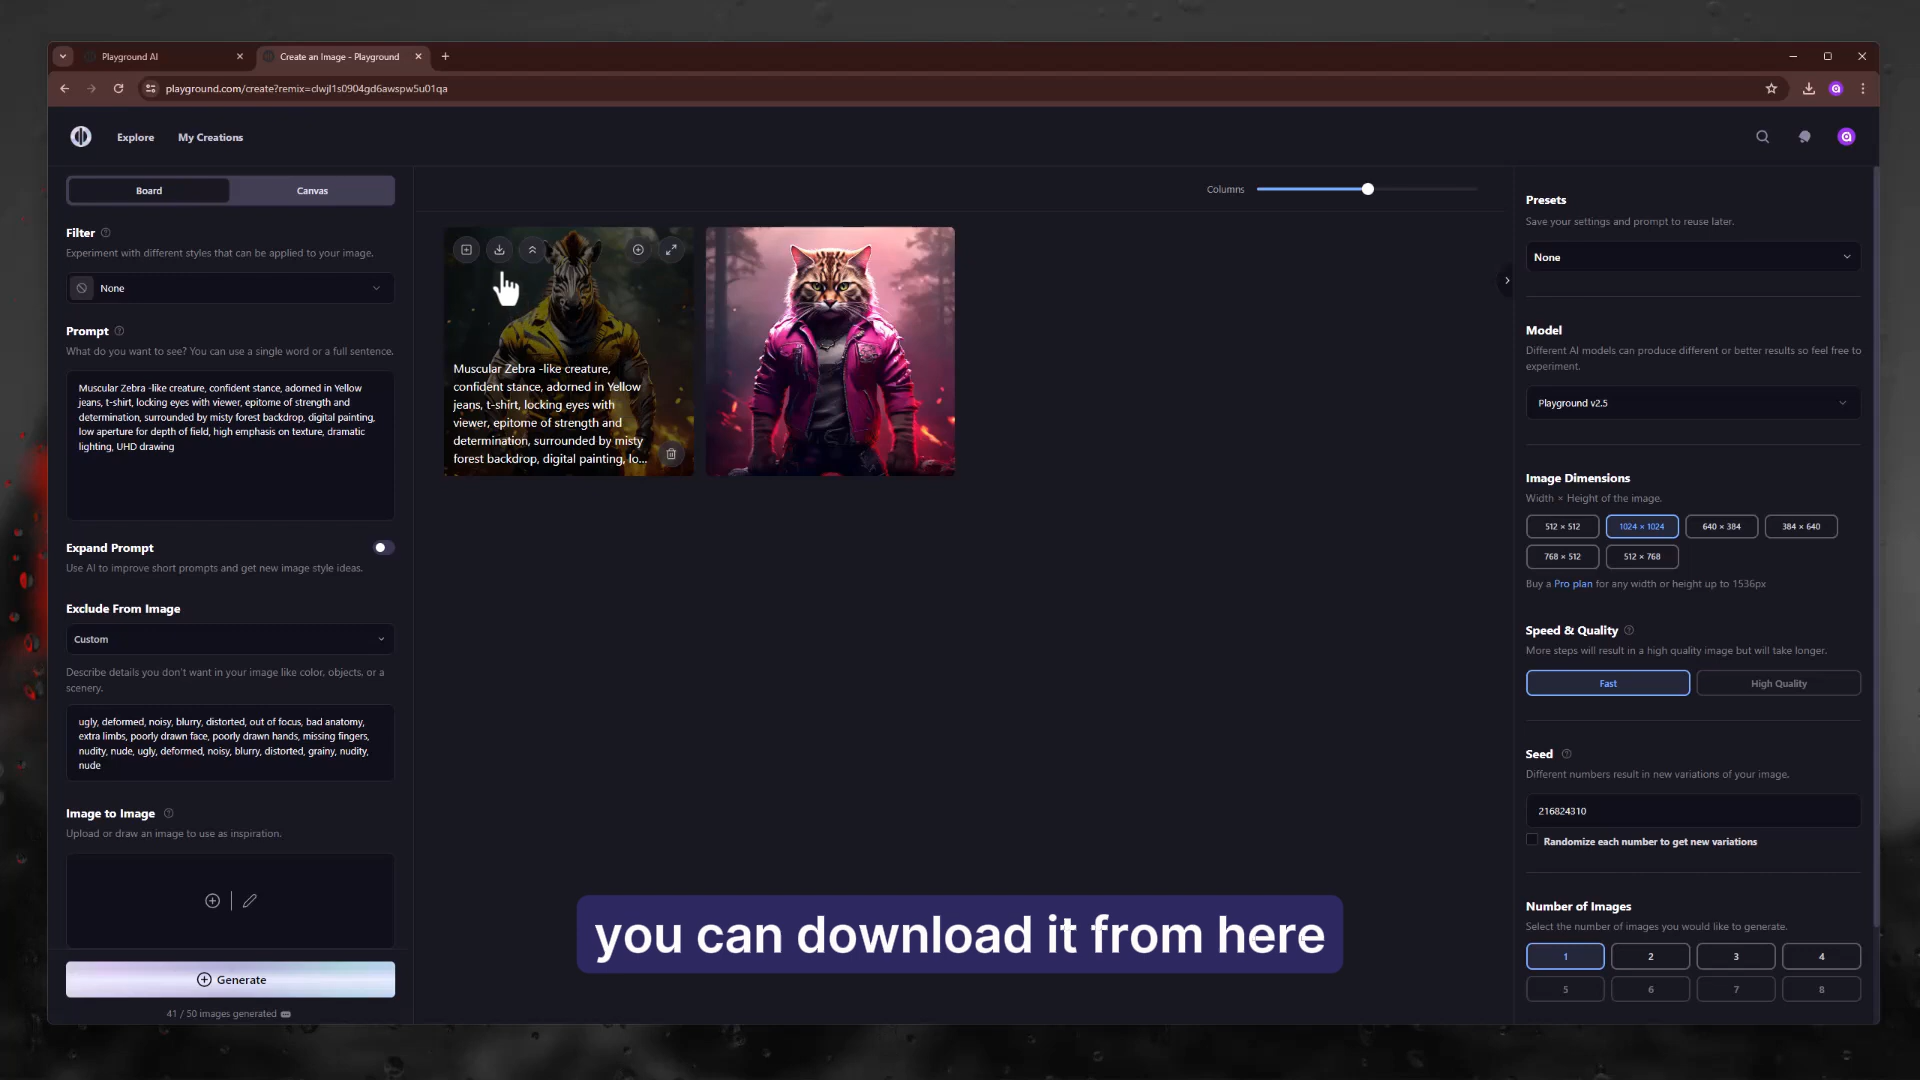 Playground AI
Create an Image - Playground
playground.com/create?remix=clwjl1s0904gd6awspw5u01qa
Explore
My Creations
Board
Canvas
Columns
Filter
Experiment with different styles that can be applied to your image.
None
Prompt
What do you want to see? You can use a single word or a full sentence.
Muscular Zebra -like creature, confident stance, adorned in Yellow
jeans, t-shirt, locking eyes with viewer, epitome of strength and
determination, surrounded by misty forest backdrop, digital painting,
low aperture for depth of field, high emphasis on texture, dramatic
lighting, UHD drawing
Expand Prompt
Use AI to improve short prompts and get new image style ideas.
Exclude From Image
Custom
Describe details you don't want in your image like color, objects, or a
scenery.
ugly, deformed, noisy, blurry, distorted, out of focus, bad anatomy,
extra limbs, poorly drawn face, poorly drawn hands, missing fingers,
nudity, nude, ugly, deformed, noisy, blurry, distorted, grainy, nudity,
nude
Image to Image
Upload or draw an image to use as inspiration.
Generate
41 / 50 images generated
Muscular Zebra -like creature,
confident stance, adorned in Yellow
jeans, t-shirt, locking eyes with
viewer, epitome of strength and
determination, surrounded by misty
forest backdrop, digital painting, lo...
you can download it from here
Presets
Save your settings and prompt to reuse later.
None
Model
Different AI models can produce different or better results so feel free to
experiment.
Playground v2.5
Image Dimensions
Width × Height of the image.
512 × 512
1024 × 1024
640 × 384
384 × 640
768 × 512
512 × 768
Buy a Pro plan for any width or height up to 1536px
Speed & Quality
More steps will result in a high quality image but will take longer.
Fast
High Quality
Seed
Different numbers result in new variations of your image.
216824310
Randomize each number to get new variations
Number of Images
Select the number of images you would like to generate.
1
2
3
4
5
6
7
8